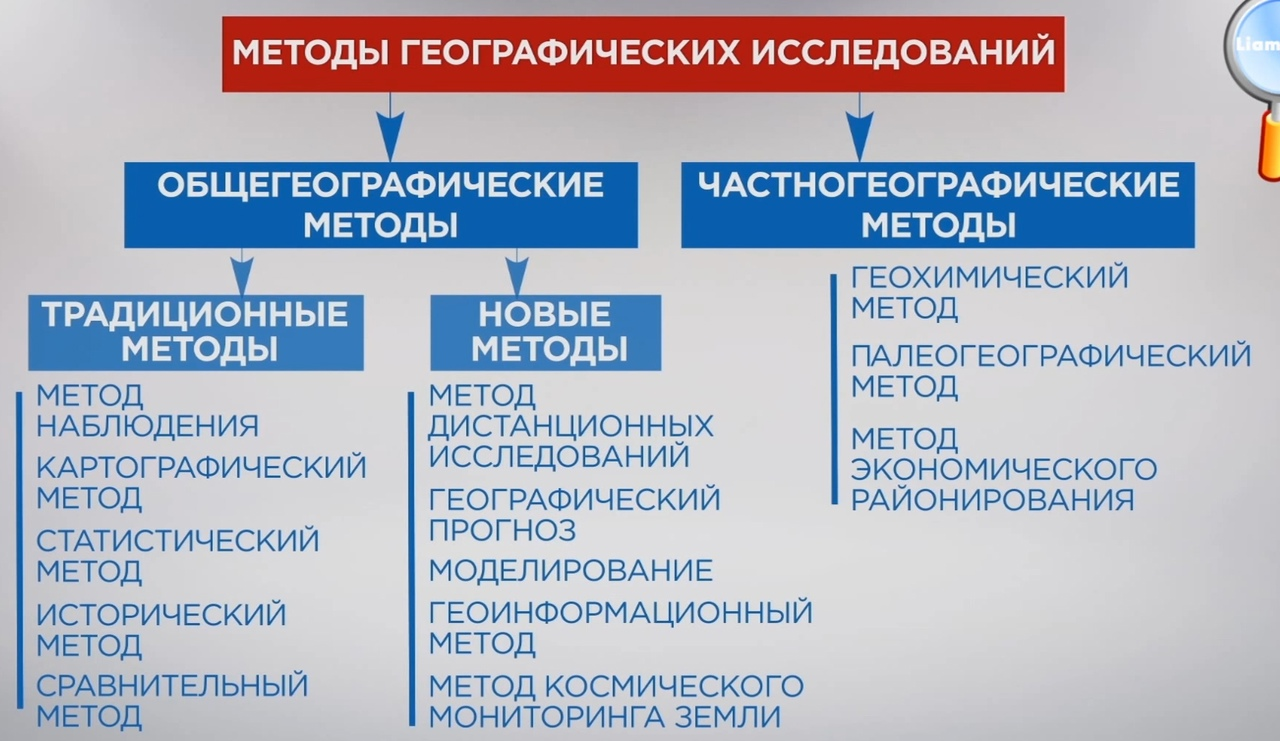 МЕТОДЫ ГЕОГРАФИЧЕСКИХ ИССЛЕДОВАНИЙ
Liam
ОБЩЕГЕОГРАФИЧЕСКИЕ
МЕТОДЫ
ТРАДИЦИОННЫЕ
МЕТОДЫ
МЕТОД
НАБЛЮДЕНИЯ
КАРТОГРАФИЧЕСКИЙ
МЕТОД
СТАТИСТИЧЕСКИЙ
МЕТОД
ИСТОРИЧЕСКИЙ
МЕТОД
СРАВНИТЕЛЬНЫЙ
МЕТОД
НОВЫЕ
МЕТОДЫ
МЕТОД
ДИСТАНЦИОННЫХ
ИССЛЕДОВАНИЙ
ГЕОГРАФИЧЕСКИЙ
ПРОГНОЗ
МОДЕЛИРОВАНИЕ
ГЕОИНФОРМАЦИОННЫЙ
МЕТОД
МЕТОД КОСМИЧЕСКОГО
МОНИТОРИНГА ЗЕМЛИ
ЧАСТНОГЕОГРАФИЧЕСКИЕ
МЕТОДЫ
ГЕОХИМИЧЕСКИЙ
МЕТОД
ПАЛЕОГЕОГРАФИЧЕСКИЙ
МЕТОД
МЕТОД
ЭКОНОМИЧЕСКОГО
РАЙОНИРОВАНИЯ